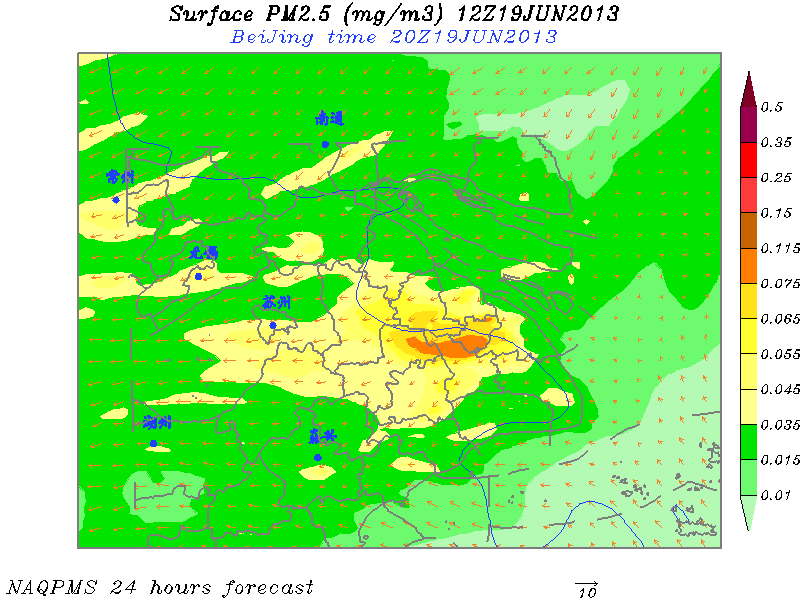 Surface PM2.5 (mg/m3) 12Z19JUN2013
BeiJing time 20Z19JUN2013
南通
常州
无锡
苏州
湖州
嘉兴
0.5
0.35
0.25
0.15
0.115
0.075
0.065
0.045
0.035
0.015
0.01
NAQPMS 24 hours forecast
10